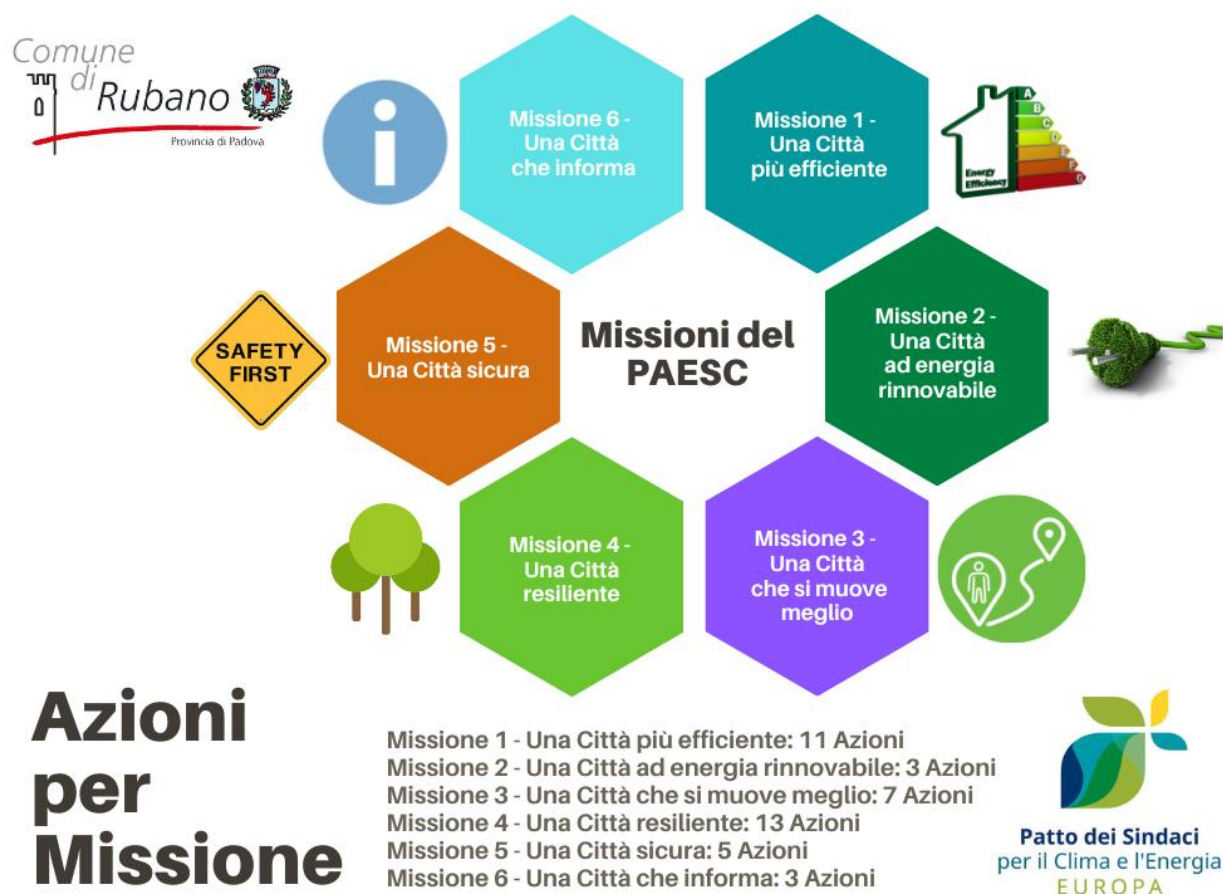 Comune
di
Rubano
Provincia di Padova
Missione 6 -
Una Città
che informa
Missione 1 -
Una Città
più efficiente
A
B
C
D
E
F
G
Energy
Efficiency
SAFETY
FIRST
Missione 5 -
Una Città sicura
Missioni del
PAESC
Missione 2 -
Una Città
ad energia
rinnovabile
Missione 4 -
Una Città
resiliente
Missione 3 -
Una Città
che si muove
meglio
Azioni
per
Missione
Missione 1 - Una Città più efficiente: 11 Azioni
Missione 2 - Una Città ad energia rinnovabile: 3 Azioni
Missione 3 - Una Città che si muove meglio: 7 Azioni
Missione 4 - Una Città resiliente: 13 Azioni
Missione 5 - Una Città sicura: 5 Azioni
Missione 6 - Una Città che informa: 3 Azioni
Patto dei Sindaci
per il Clima e l'Energia
EUROPA